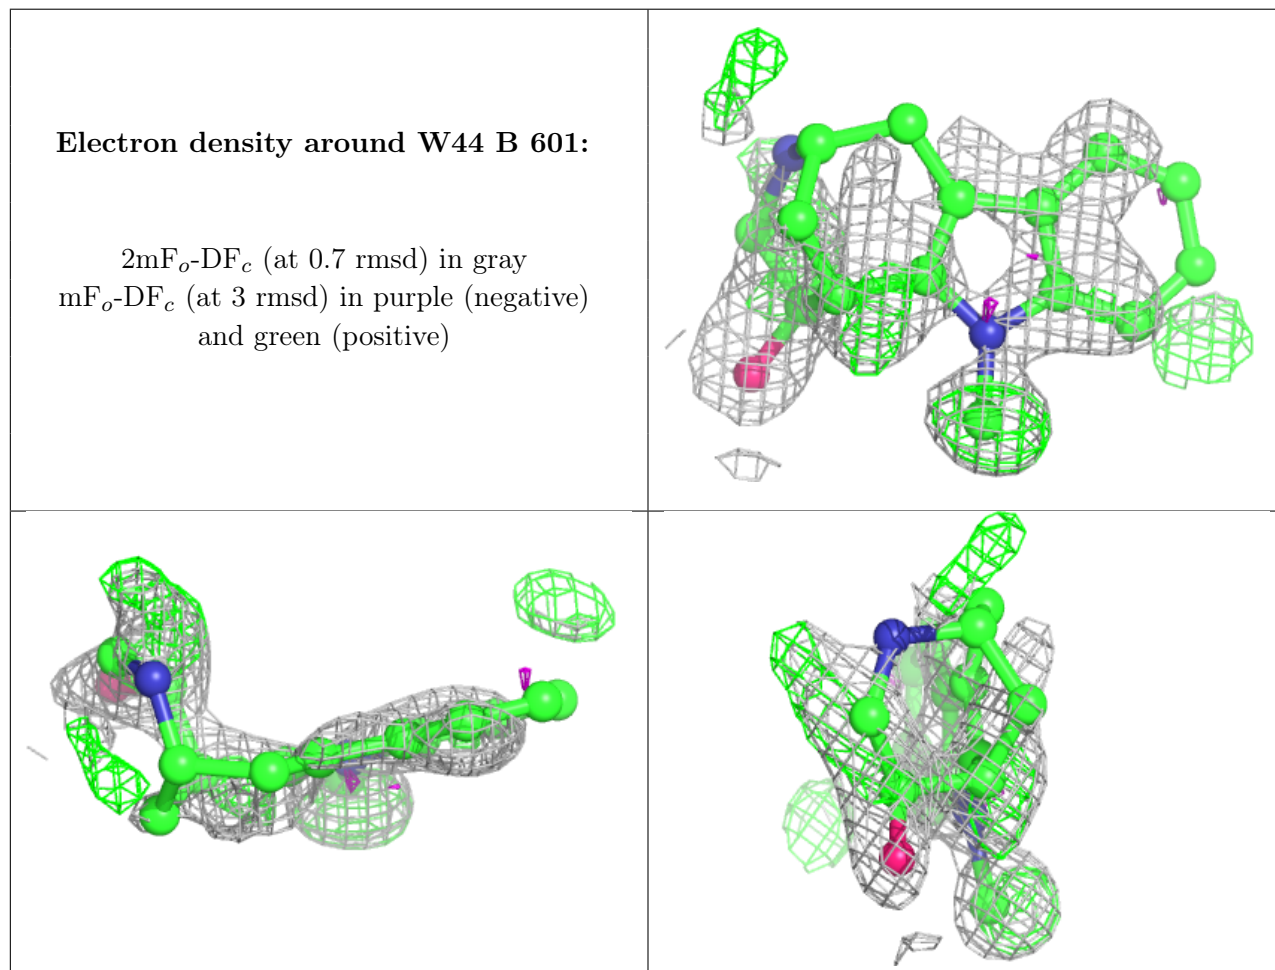 Electron density around W44 B 601:
2mFₒ-DF𝒸 (at 0.7 rmsd) in gray
mFₒ-DF𝒸 (at 3 rmsd) in purple (negative)
and green (positive)